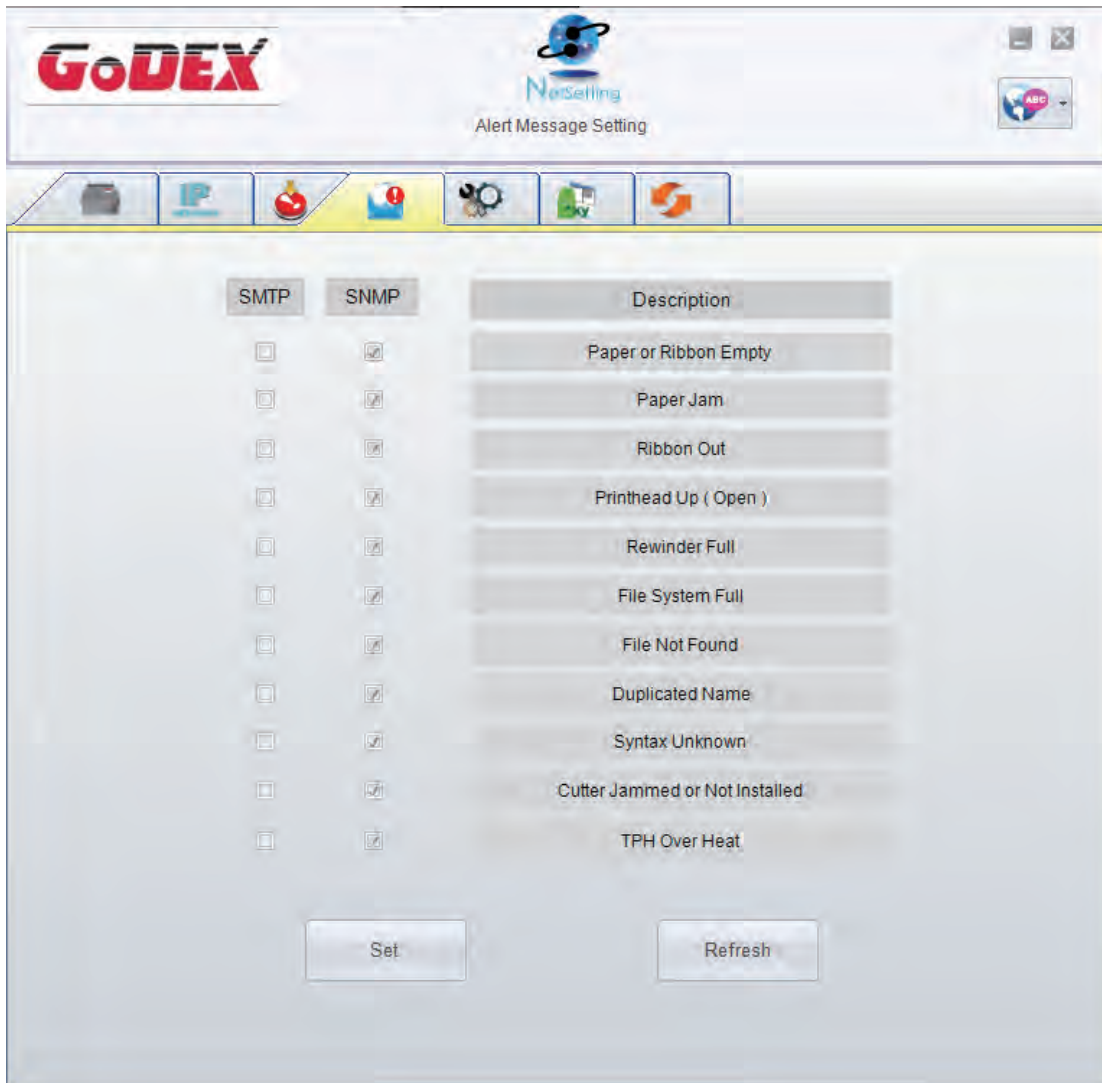 GoDEX
NetSetting
ABC
Alert Message Setting
IP
SMTP SNMP Description
Paper or Ribbon Empty
Paper Jam
Ribbon Out
Printhead Up ( Open )
Rewinder Full
File System Full
File Not Found
Duplicated Name
Syntax Unknown
Cutter Jammed or Not Installed
TPH Over Heat
Set Refresh